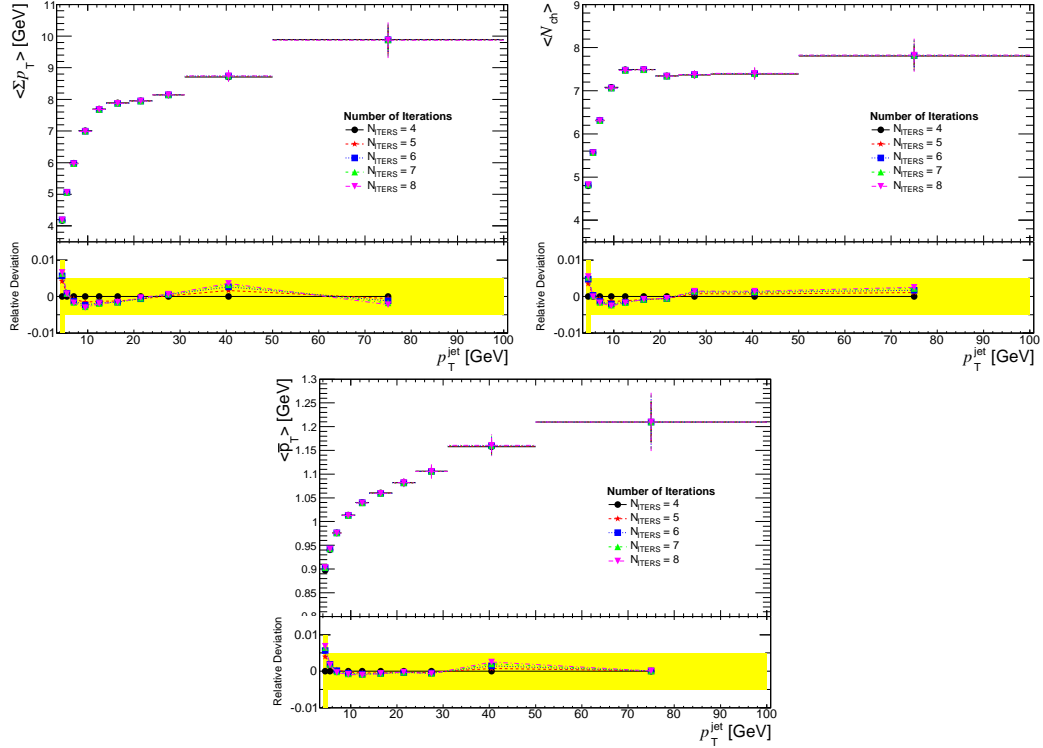 <Σp_T> [GeV]
11
10
9
8
7
6
5
4
Number of Iterations
N_ITERS = 4
N_ITERS = 5
N_ITERS = 6
N_ITERS = 7
N_ITERS = 8
Relative Deviation
0.01
0
-0.01
10 20 30 40 50 60 70 80 90 100
p_T^jet [GeV]
<N_ch>
9
8
7
6
5
4
Number of Iterations
N_ITERS = 4
N_ITERS = 5
N_ITERS = 6
N_ITERS = 7
N_ITERS = 8
Relative Deviation
0.01
0
-0.01
10 20 30 40 50 60 70 80 90 100
p_T^jet [GeV]
<p̅_T> [GeV]
1.3
1.25
1.2
1.15
1.1
1.05
1
0.95
0.9
0.85
Number of Iterations
N_ITERS = 4
N_ITERS = 5
N_ITERS = 6
N_ITERS = 7
N_ITERS = 8
Relative Deviation
0.01
0
-0.01
10 20 30 40 50 60 70 80 90 100
p_T^jet [GeV]